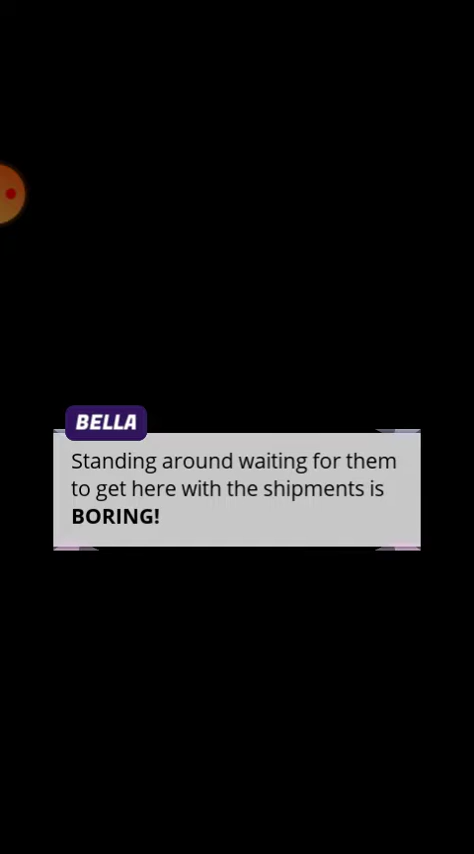 BELLA
Standing around waiting for them
to get here with the shipments is
BORING!